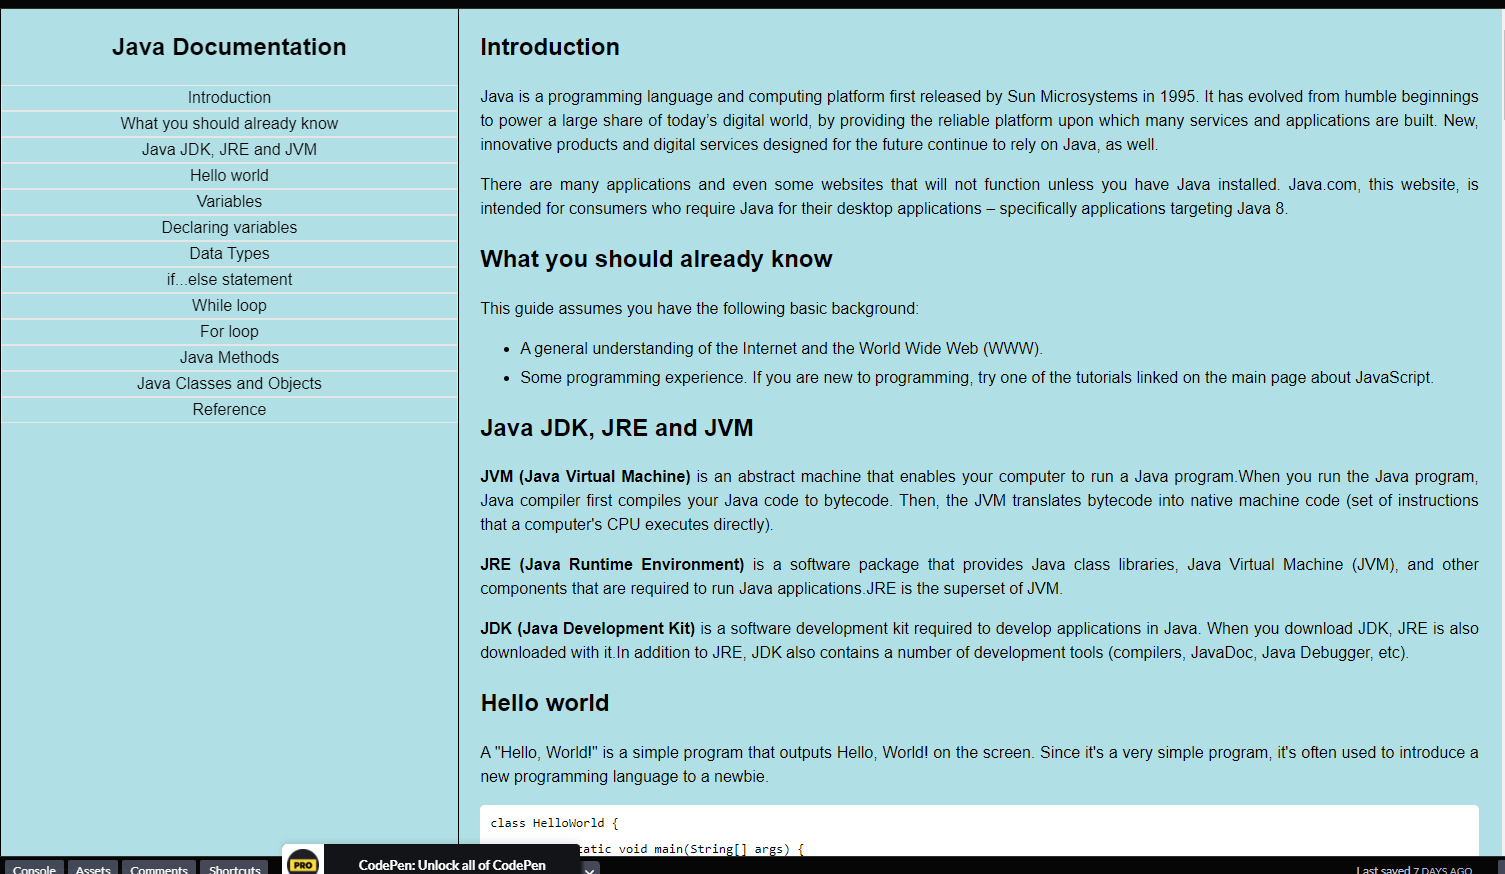 Java Documentation
Introduction
What you should already know
Java JDK, JRE and JVM
Hello world
Variables
Declaring variables
Data Types
if...else statement
While loop
For loop
Java Methods
Java Classes and Objects
Reference
Introduction
Java is a programming language and computing platform first released by Sun Microsystems in 1995. It has evolved from humble beginnings
to power a large share of today’s digital world, by providing the reliable platform upon which many services and applications are built. New,
innovative products and digital services designed for the future continue to rely on Java, as well.
There are many applications and even some websites that will not function unless you have Java installed. Java.com, this website, is
intended for consumers who require Java for their desktop applications – specifically applications targeting Java 8.
What you should already know
This guide assumes you have the following basic background:
• A general understanding of the Internet and the World Wide Web (WWW).
• Some programming experience. If you are new to programming, try one of the tutorials linked on the main page about JavaScript.
Java JDK, JRE and JVM
JVM (Java Virtual Machine) is an abstract machine that enables your computer to run a Java program.When you run the Java program,
Java compiler first compiles your Java code to bytecode. Then, the JVM translates bytecode into native machine code (set of instructions
that a computer's CPU executes directly).
JRE (Java Runtime Environment) is a software package that provides Java class libraries, Java Virtual Machine (JVM), and other
components that are required to run Java applications.JRE is the superset of JVM.
JDK (Java Development Kit) is a software development kit required to develop applications in Java. When you download JDK, JRE is also
downloaded with it.In addition to JRE, JDK also contains a number of development tools (compilers, JavaDoc, Java Debugger, etc).
Hello world
A "Hello, World!" is a simple program that outputs Hello, World! on the screen. Since it's a very simple program, it's often used to introduce a
new programming language to a newbie.
class HelloWorld {
tatic void main(String[] args) {
Console
Assets
Comments
Shortcuts
PRO
CodePen: Unlock all of CodePen
Last saved 7 DAYS AGO